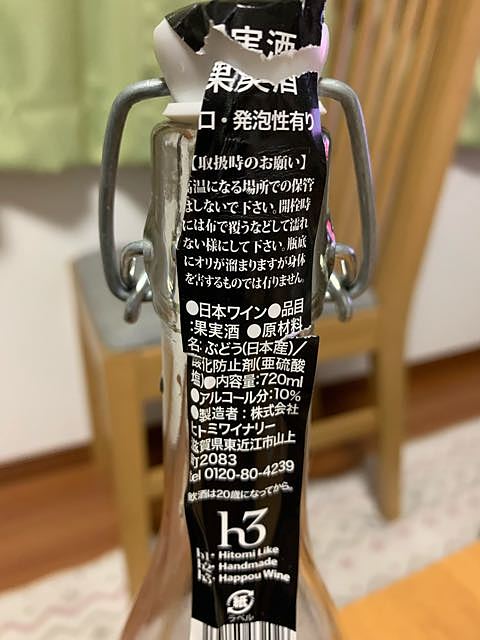 果実酒
果実酒
口・発泡性有り
【取扱時のお願い】
高温になる場所での保管
はしないで下さい。開栓時
には布で覆うなどして濡れ
ない様にして下さい。瓶底
にオリが溜まりますが身体
を害するものでは有りません。
●日本ワイン●品目
:果実酒 ●原材料
名:ぶどう(日本産)/
酸化防止剤(亜硫酸
塩)●内容量:720ml
●アルコール分:10%
●製造者:株式会社
ヒトミワイナリー
滋賀県東近江市山上
町2083
tel 0120-80-4239
飲酒は20歳になってから。
h3
h1・Hitomi Like
h2・Handmade
h3・Happou Wine
紙
ラベル